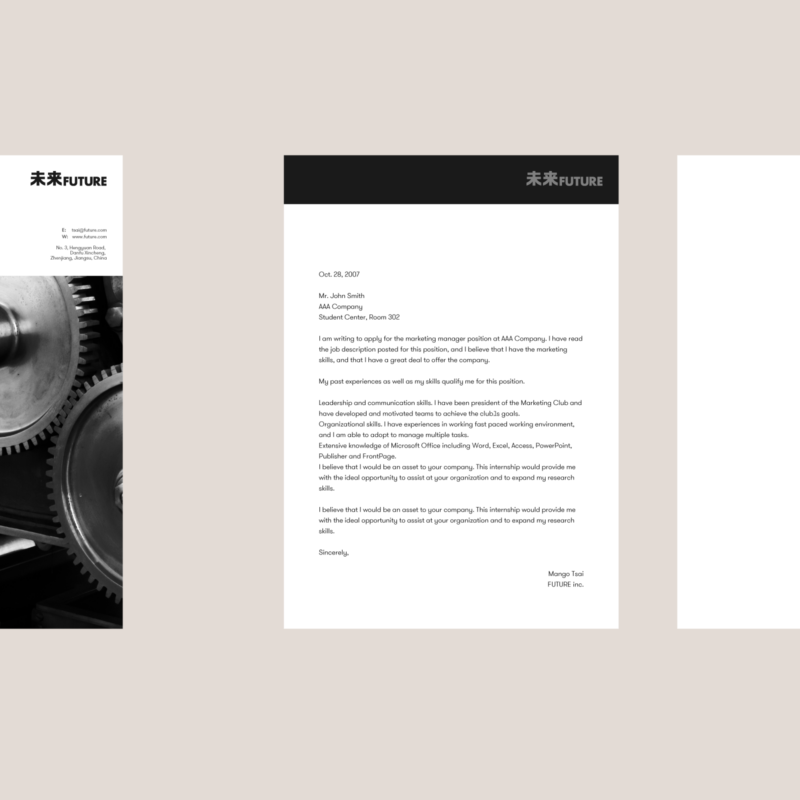 未来FUTURE
E: tsai@future.com
W: www.future.com
No. 3, Hengyuan Road,
Dantu Xincheng,
Zhenjiang, Jiangsu, China
未来FUTURE
Oct. 28, 2007
Mr. John Smith
AAA Company
Student Center, Room 302
I am writing to apply for the marketing manager position at AAA Company. I have read
the job description posted for this position, and I believe that I have the marketing
skills, and that I have a great deal to offer the company.
My past experiences as well as my skills qualify me for this position.
Leadership and communication skills. I have been president of the Marketing Club and
have developed and motivated teams to achieve the club1s goals.
Organizational skills. I have experiences in working fast paced working environment,
and I am able to adapt to manage multiple tasks.
Extensive knowledge of Microsoft Office including Word, Excel, Access, PowerPoint,
Publisher and FrontPage.
I believe that I would be an asset to your company. This internship would provide me
with the ideal opportunity to assist at your organization and to expand my research
skills.
I believe that I would be an asset to your company. This internship would provide me
with the ideal opportunity to assist at your organization and to expand my research
skills.
Sincerely,
Mango Tsai
FUTURE inc.